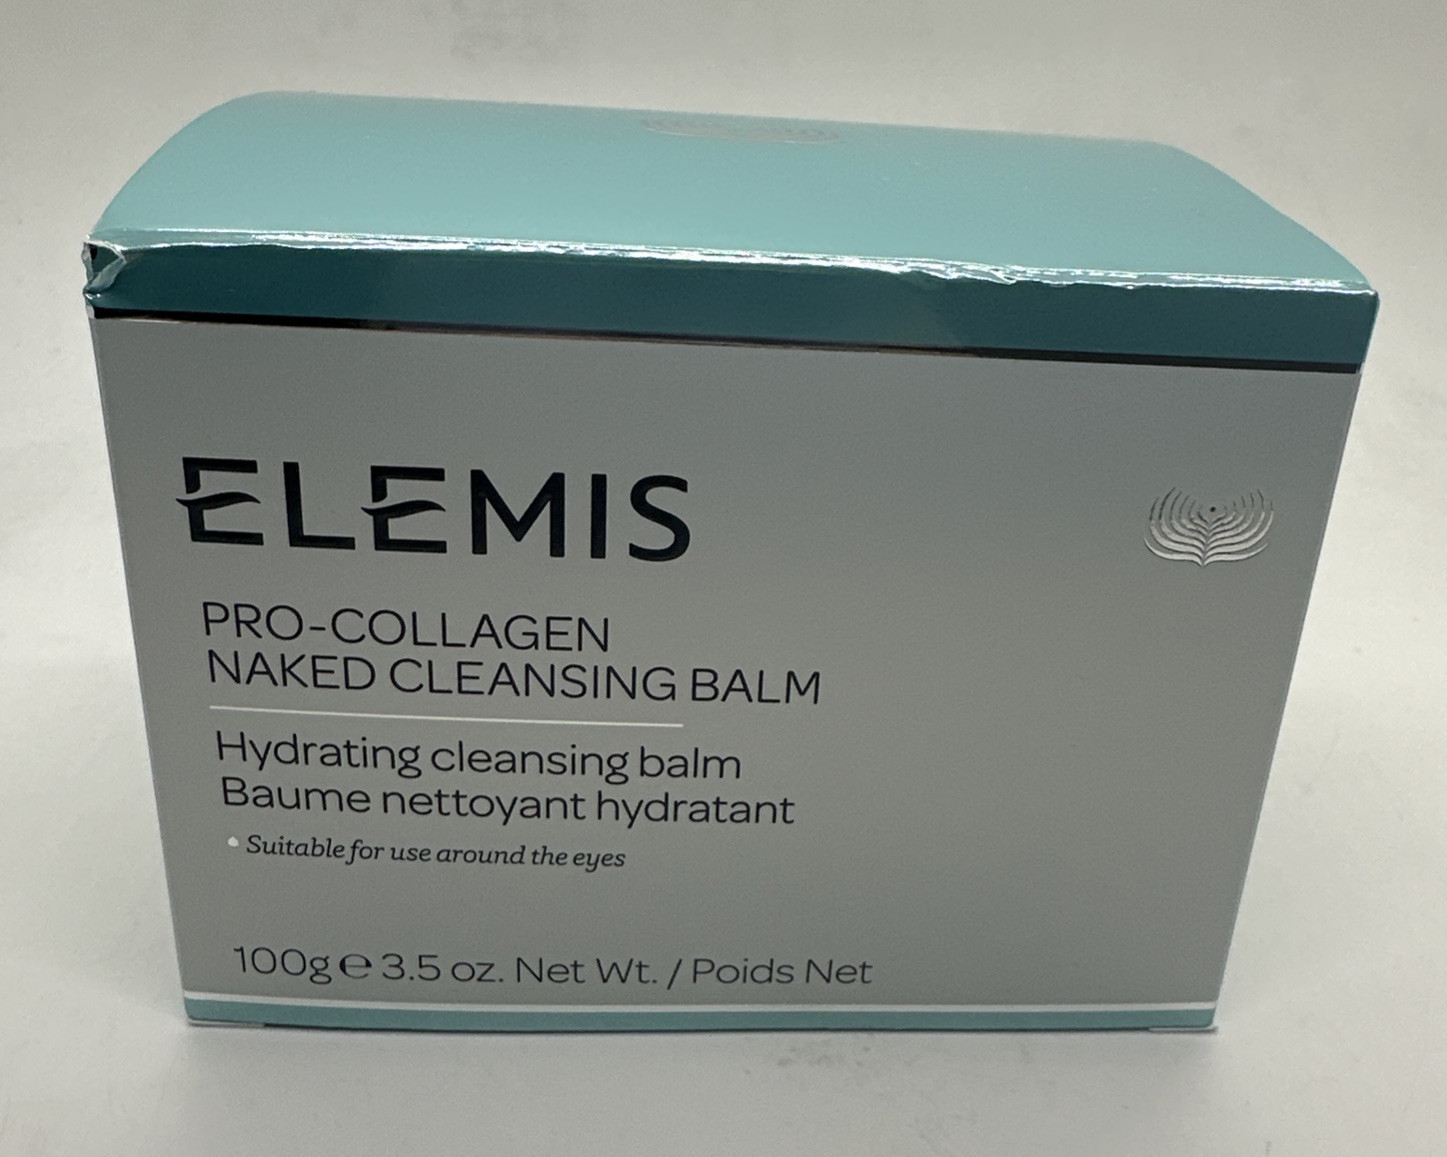 ELEMIS
PRO-COLLAGEN
NAKED CLEANSING BALM
Hydrating cleansing balm
Baume nettoyant hydratant
• Suitable for use around the eyes
100g ℮ 3.5 oz. Net Wt. / Poids Net